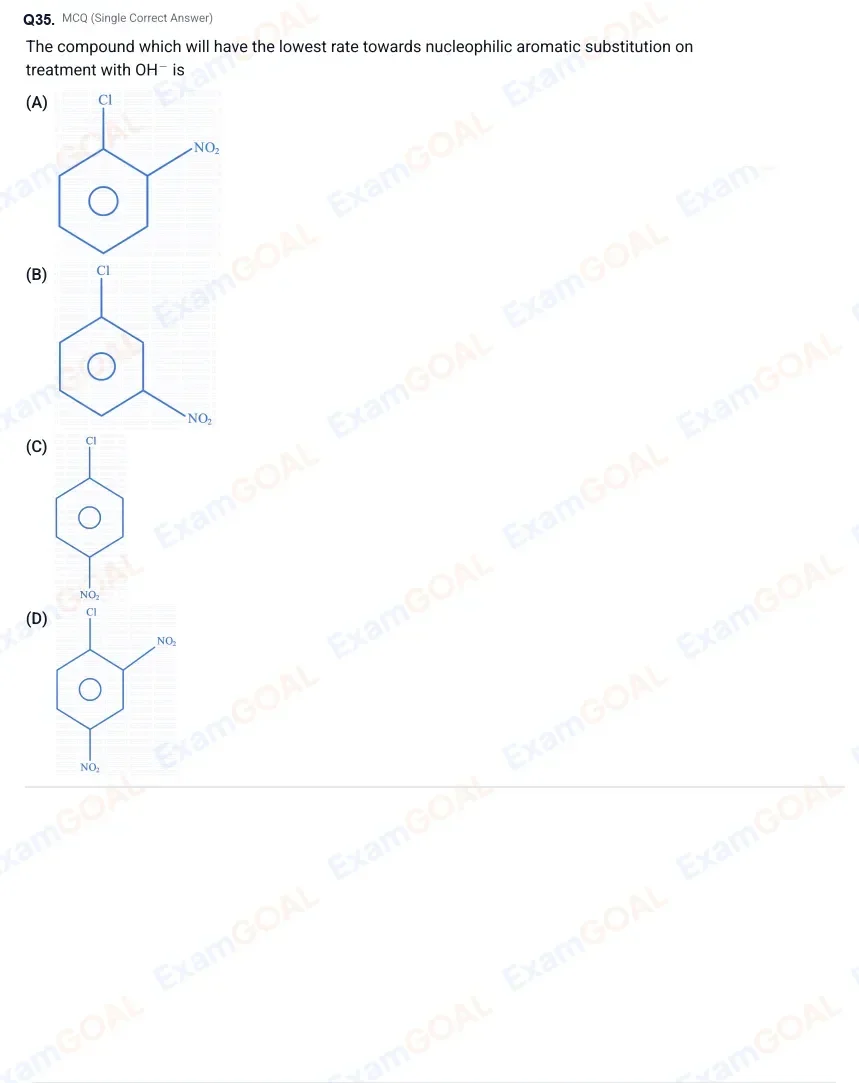 Q35. MCQ (Single Correct Answer)
The compound which will have the lowest rate towards nucleophilic aromatic substitution on
treatment with OH⁻ is
(A)
Cl
NO₂
(B)
Cl
NO₂
(C)
Cl
NO₂
(D)
Cl
NO₂
NO₂
ExamGOAL